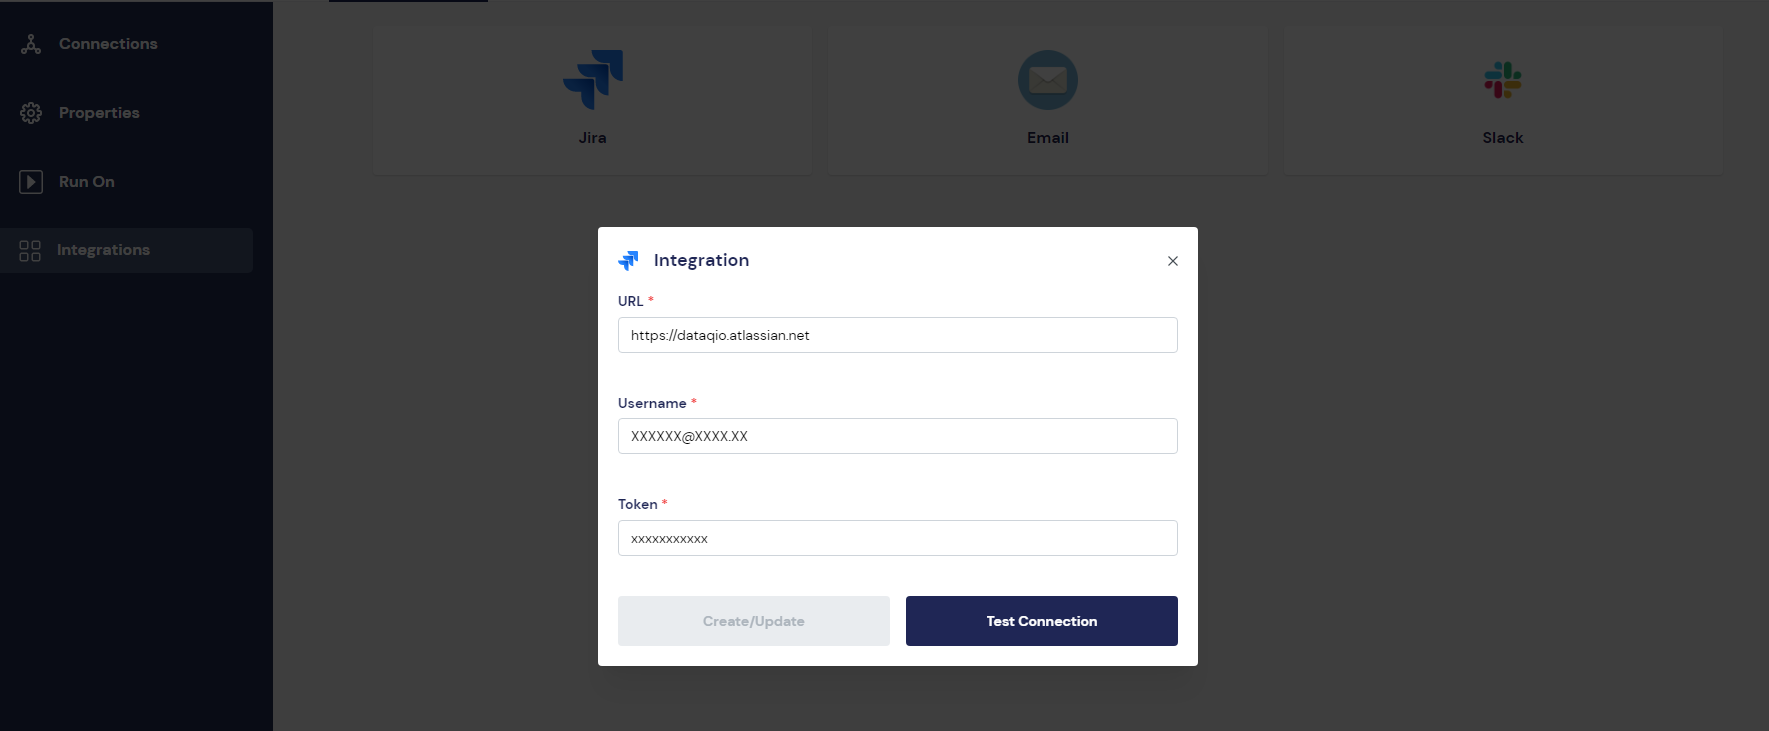 Connections
Properties
Run On
Integrations
Jira
Email
Slack
Integration
URL *
https://dataqio.atlassian.net
Username *
XXXXXX@XXXX.XX
Token *
xxxxxxxxxxx
Create/Update
Test Connection